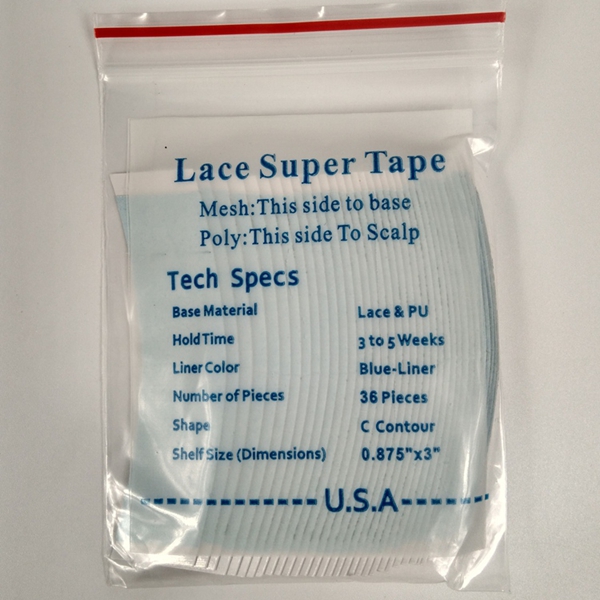 Lace Super Tape
Mesh:This side to base
Poly:This side To Scalp
Tech Specs
Base Material Lace & PU
Hold Time 3 to 5 Weeks
Liner Color Blue-Liner
Number of Pieces 36 Pieces
Shape C Contour
Shelf Size (Dimensions) 0.875"x3"
U.S.A